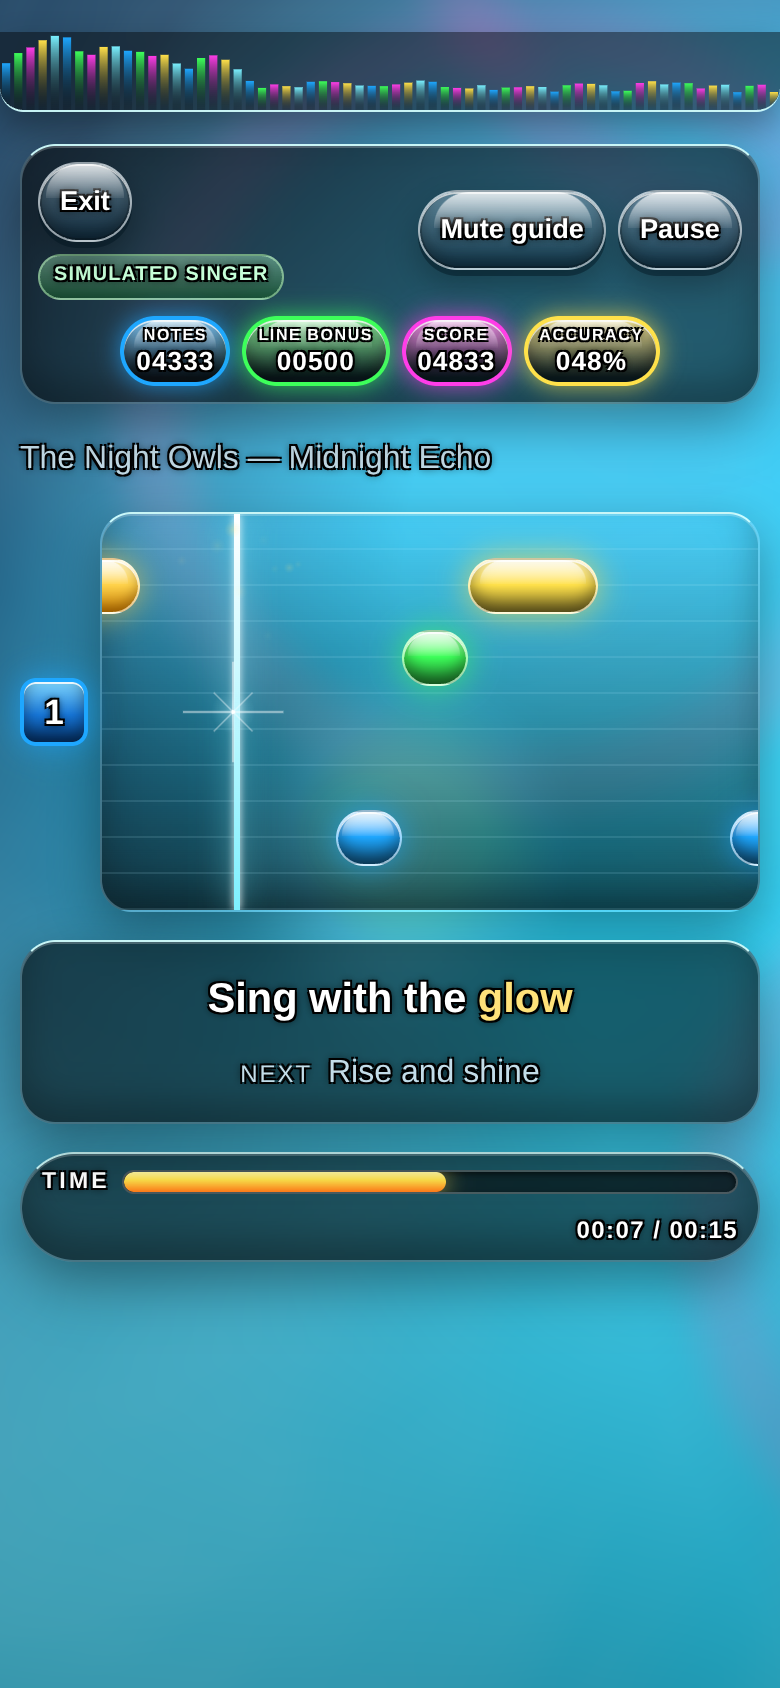 Exit
Mute guide
Pause
SIMULATED SINGER
NOTES
04333
LINE BONUS
00500
SCORE
04833
ACCURACY
048%
The Night Owls — Midnight Echo
1
Sing with the glow
NEXT Rise and shine
TIME
00:07 / 00:15